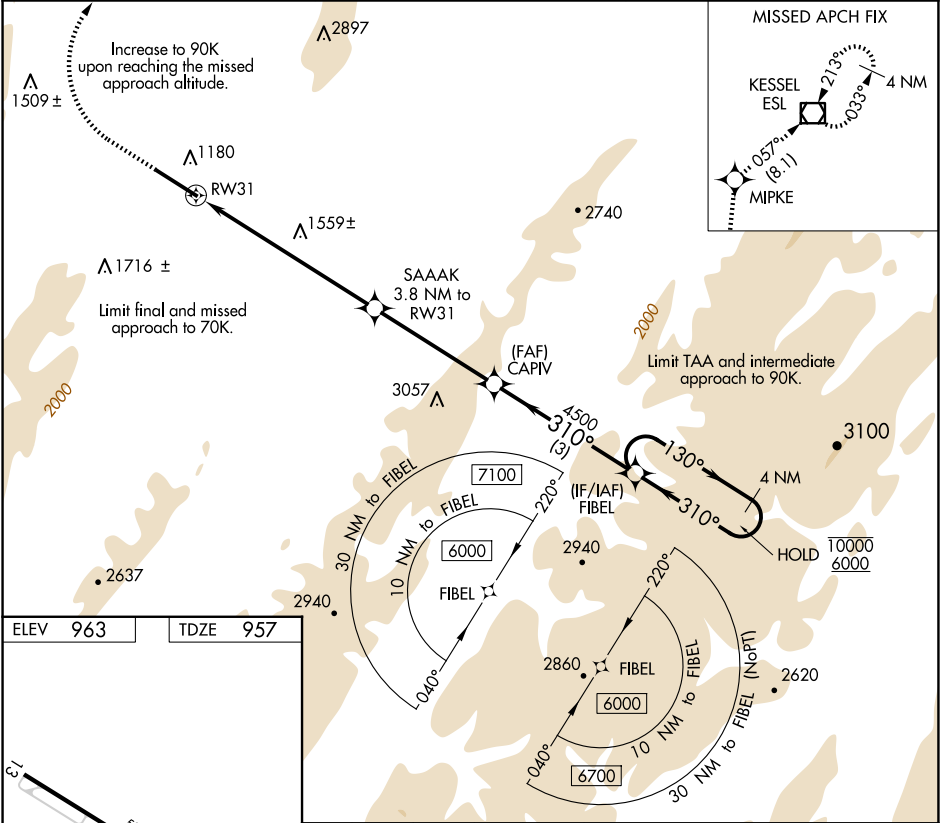 2897
Increase to 90K
upon reaching the missed
approach altitude.
1509 ±
1180
RW31
1559 ±
1716 ±
Limit final and missed
approach to 70K.
SAAAK
3.8 NM to
RW31
2740
MISSED APCH FIX
KESSEL
ESL
213°
033°
4 NM
057°
(8.1)
MIPKE
2000
2000
(FAF)
CAPIV
Limit TAA and intermediate
approach to 90K.
3057
4500
310°
(3)
3100
130°
4 NM
310°
(IF/IAF)
FIBEL
HOLD
10000
6000
30 NM to FIBEL
7100
220°
10 NM to FIBEL
6000
FIBEL
040°
2940
2637
2940
220°
2860
FIBEL
6000
10 NM to FIBEL
040°
6700
30 NM to FIBEL (NoPT)
2620
ELEV 963
TDZE 957
13